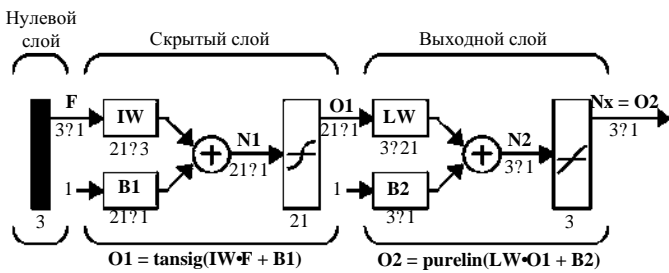 Нулевой
слой
Скрытый слой
Выходной слой
F
3?1
IW
21?3
1
B1
21?1
N1
21?1
O1
21?1
LW
3?21
1
B2
3?1
N2
3?1
Nx = O2
3?1
3
21
3
O1 = tansig(IW•F + B1)
O2 = purelin(LW•O1 + B2)